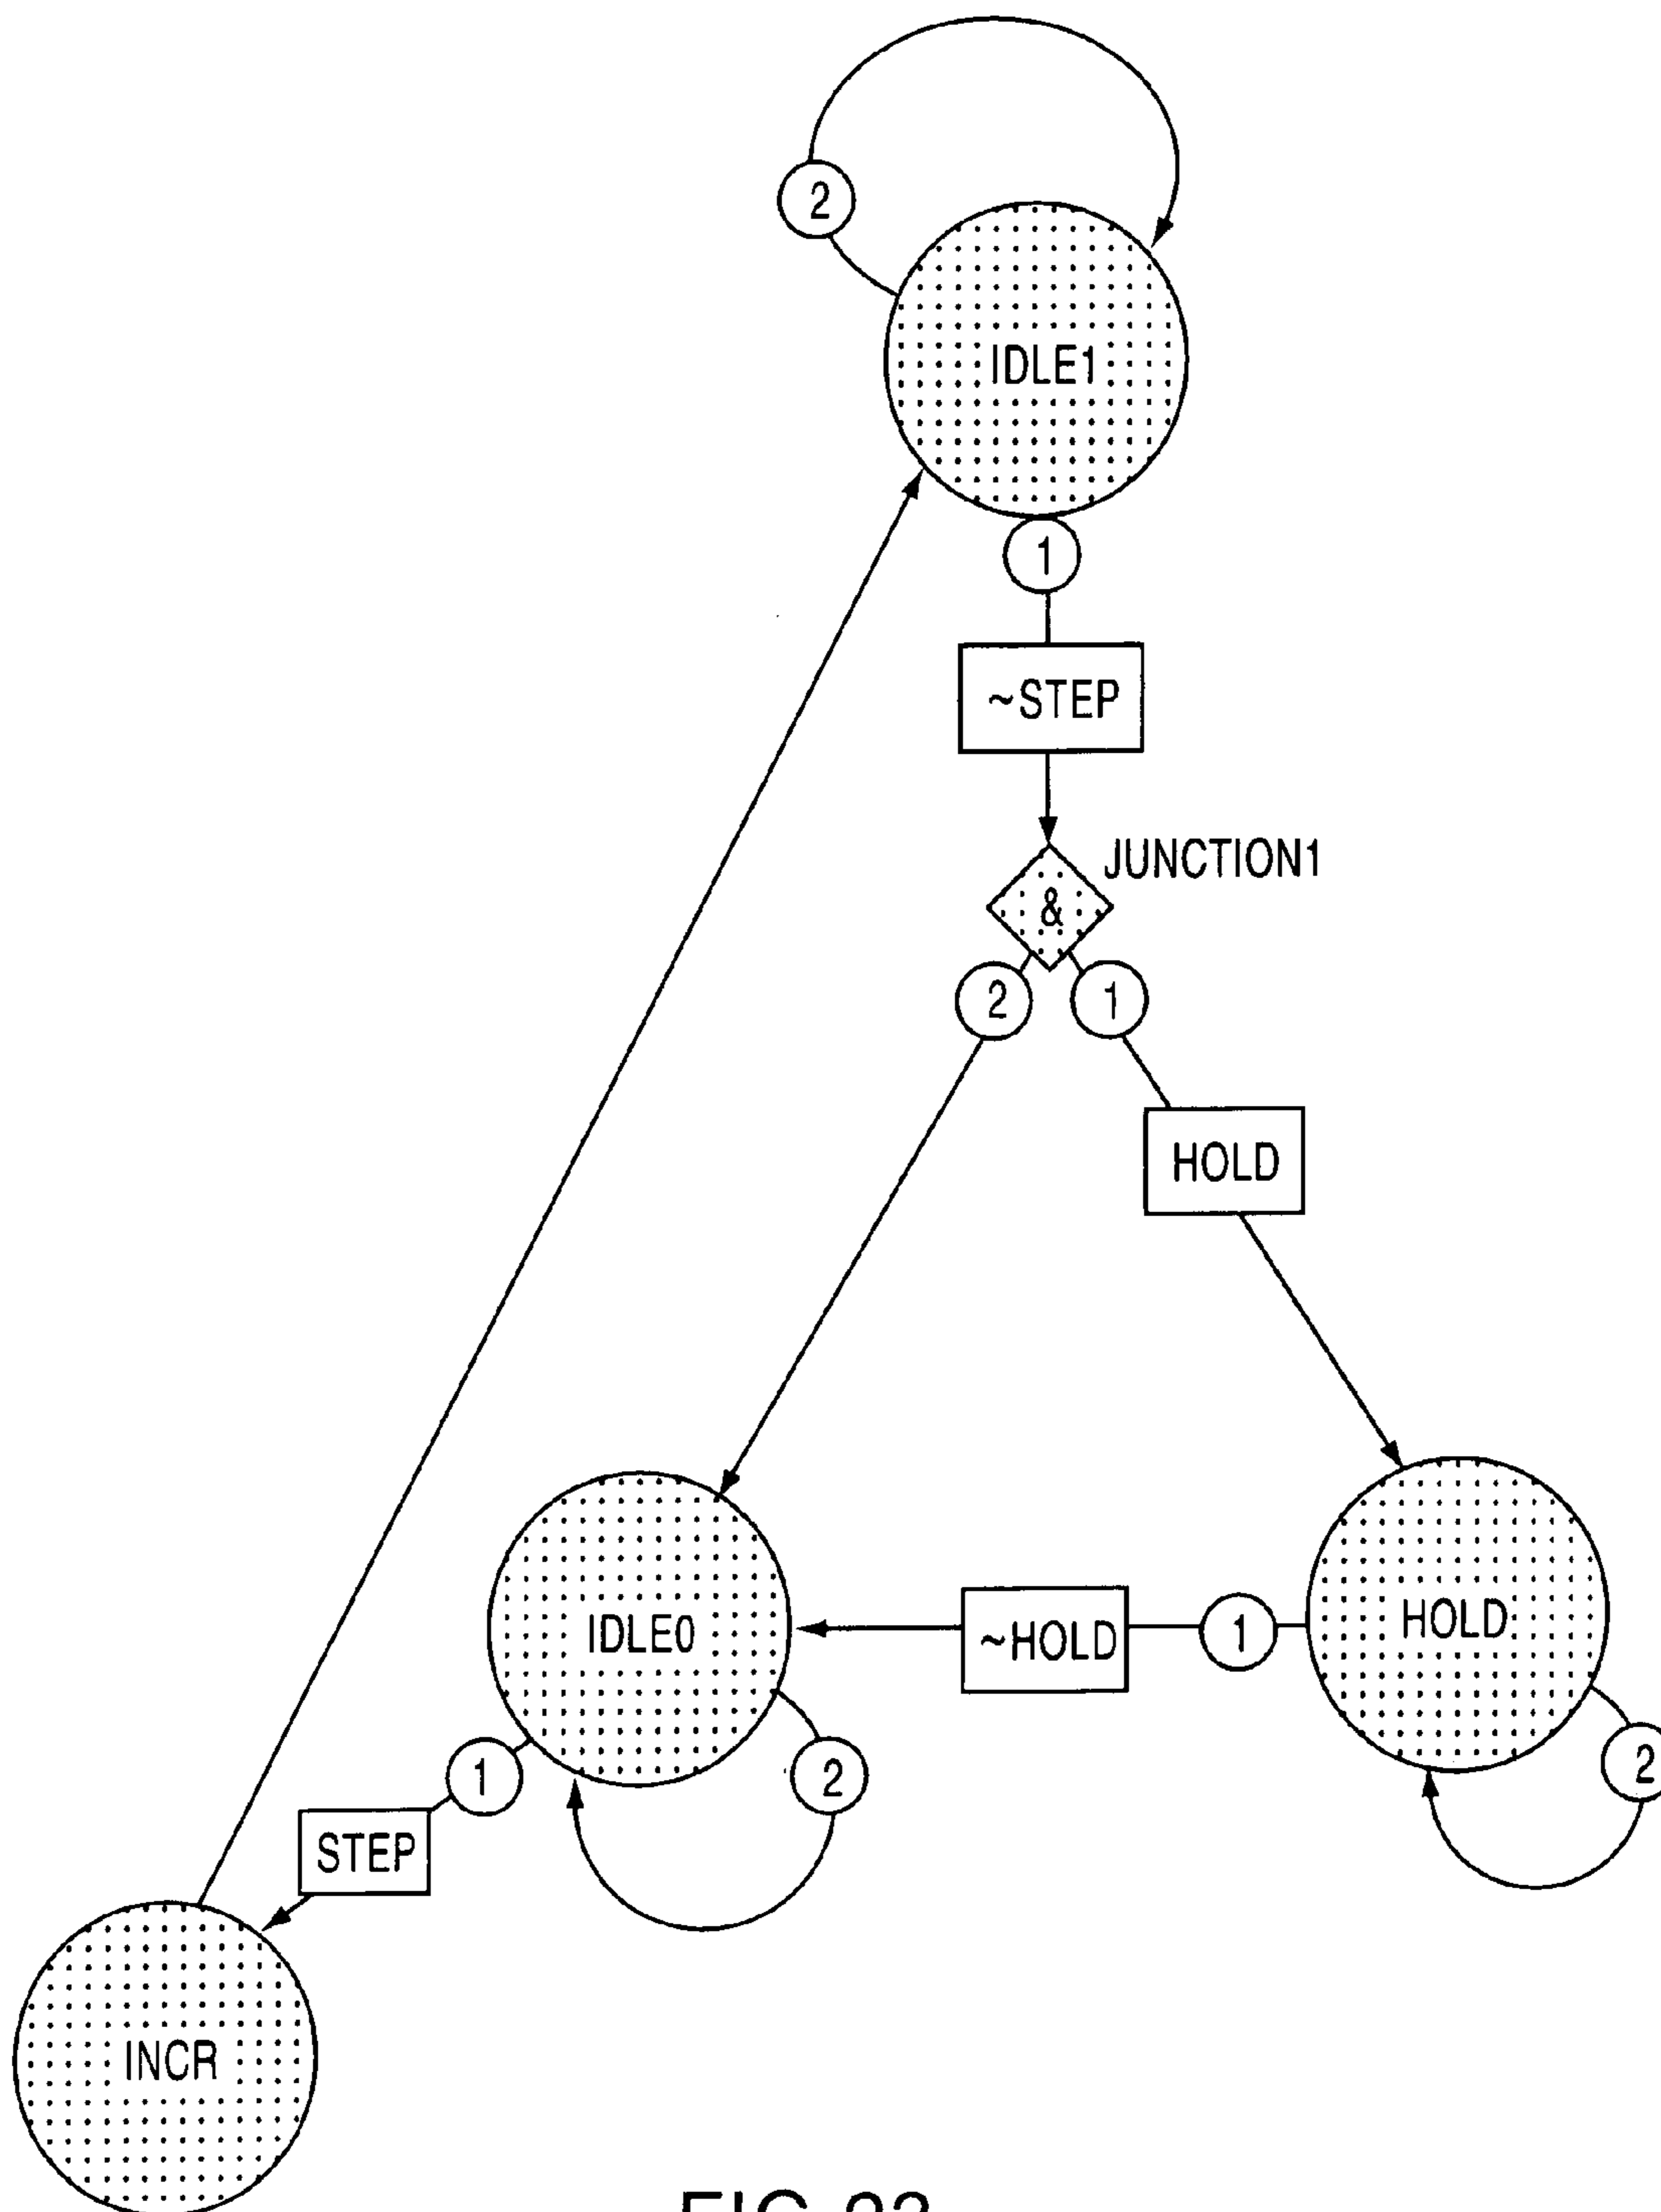 2
IDLE1
1
~STEP
JUNCTION1
&
2
1
HOLD
IDLE0
~HOLD
1
HOLD
1
2
2
STEP
INCR